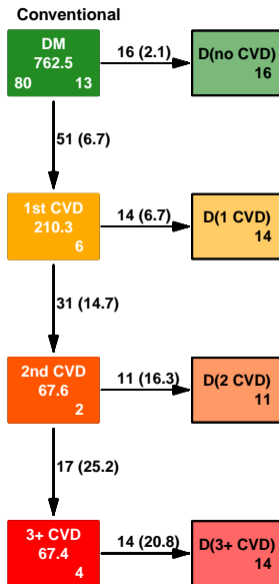 Conventional
DM
762.5
80 13
16 (2.1)
D(no CVD)
16
51 (6.7)
1st CVD
210.3
6
14 (6.7)
D(1 CVD)
14
31 (14.7)
2nd CVD
67.6
2
11 (16.3)
D(2 CVD)
11
17 (25.2)
3+ CVD
67.4
4
14 (20.8)
D(3+ CVD)
14